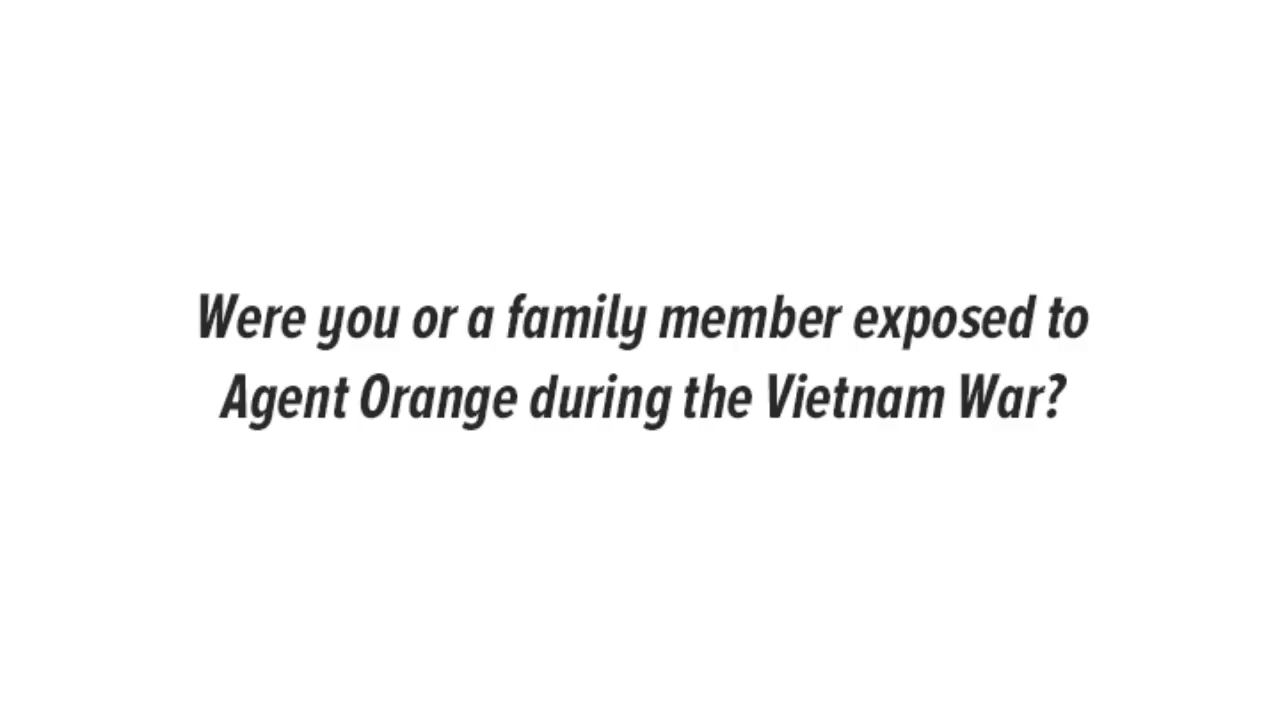 Were you or a family member exposed to
Agent Orange during the Vietnam War?